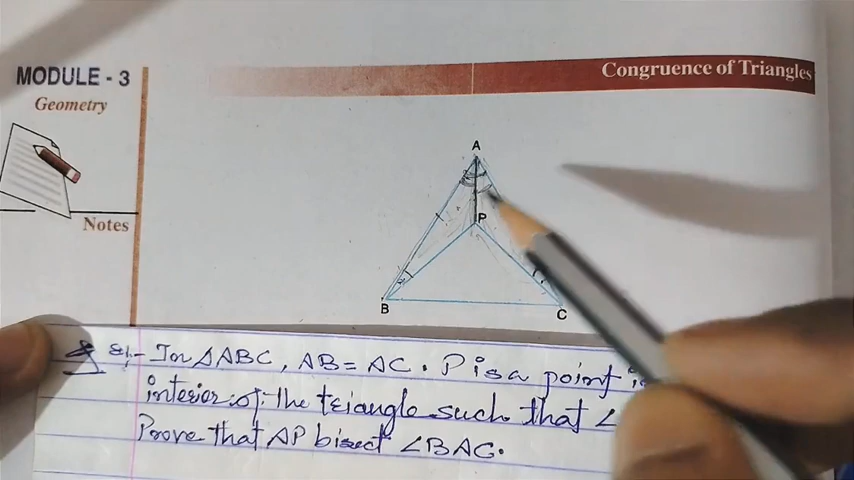 MODULE - 3
Geometry
Congruence of Triangles
Notes
A
P
B
C
Q1- In △ABC, AB = AC. P is a point
interior of the triangle such that ∠
Prove that AP bisect ∠BAC.